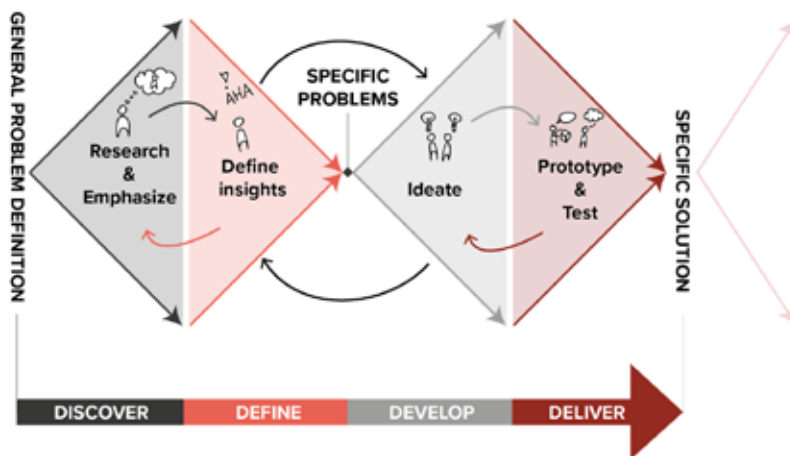 GENERAL PROBLEM DEFINITION
Research
&
Emphasize
AHA
Define
insights
SPECIFIC
PROBLEMS
Ideate
Prototype
&
Test
SPECIFIC SOLUTION
DISCOVER
DEFINE
DEVELOP
DELIVER